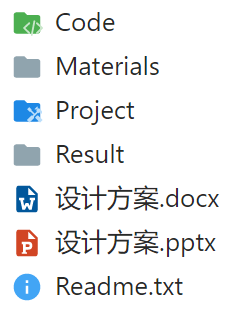 Code
Materials
Project
Result
设计方案.docx
设计方案.pptx
Readme.txt